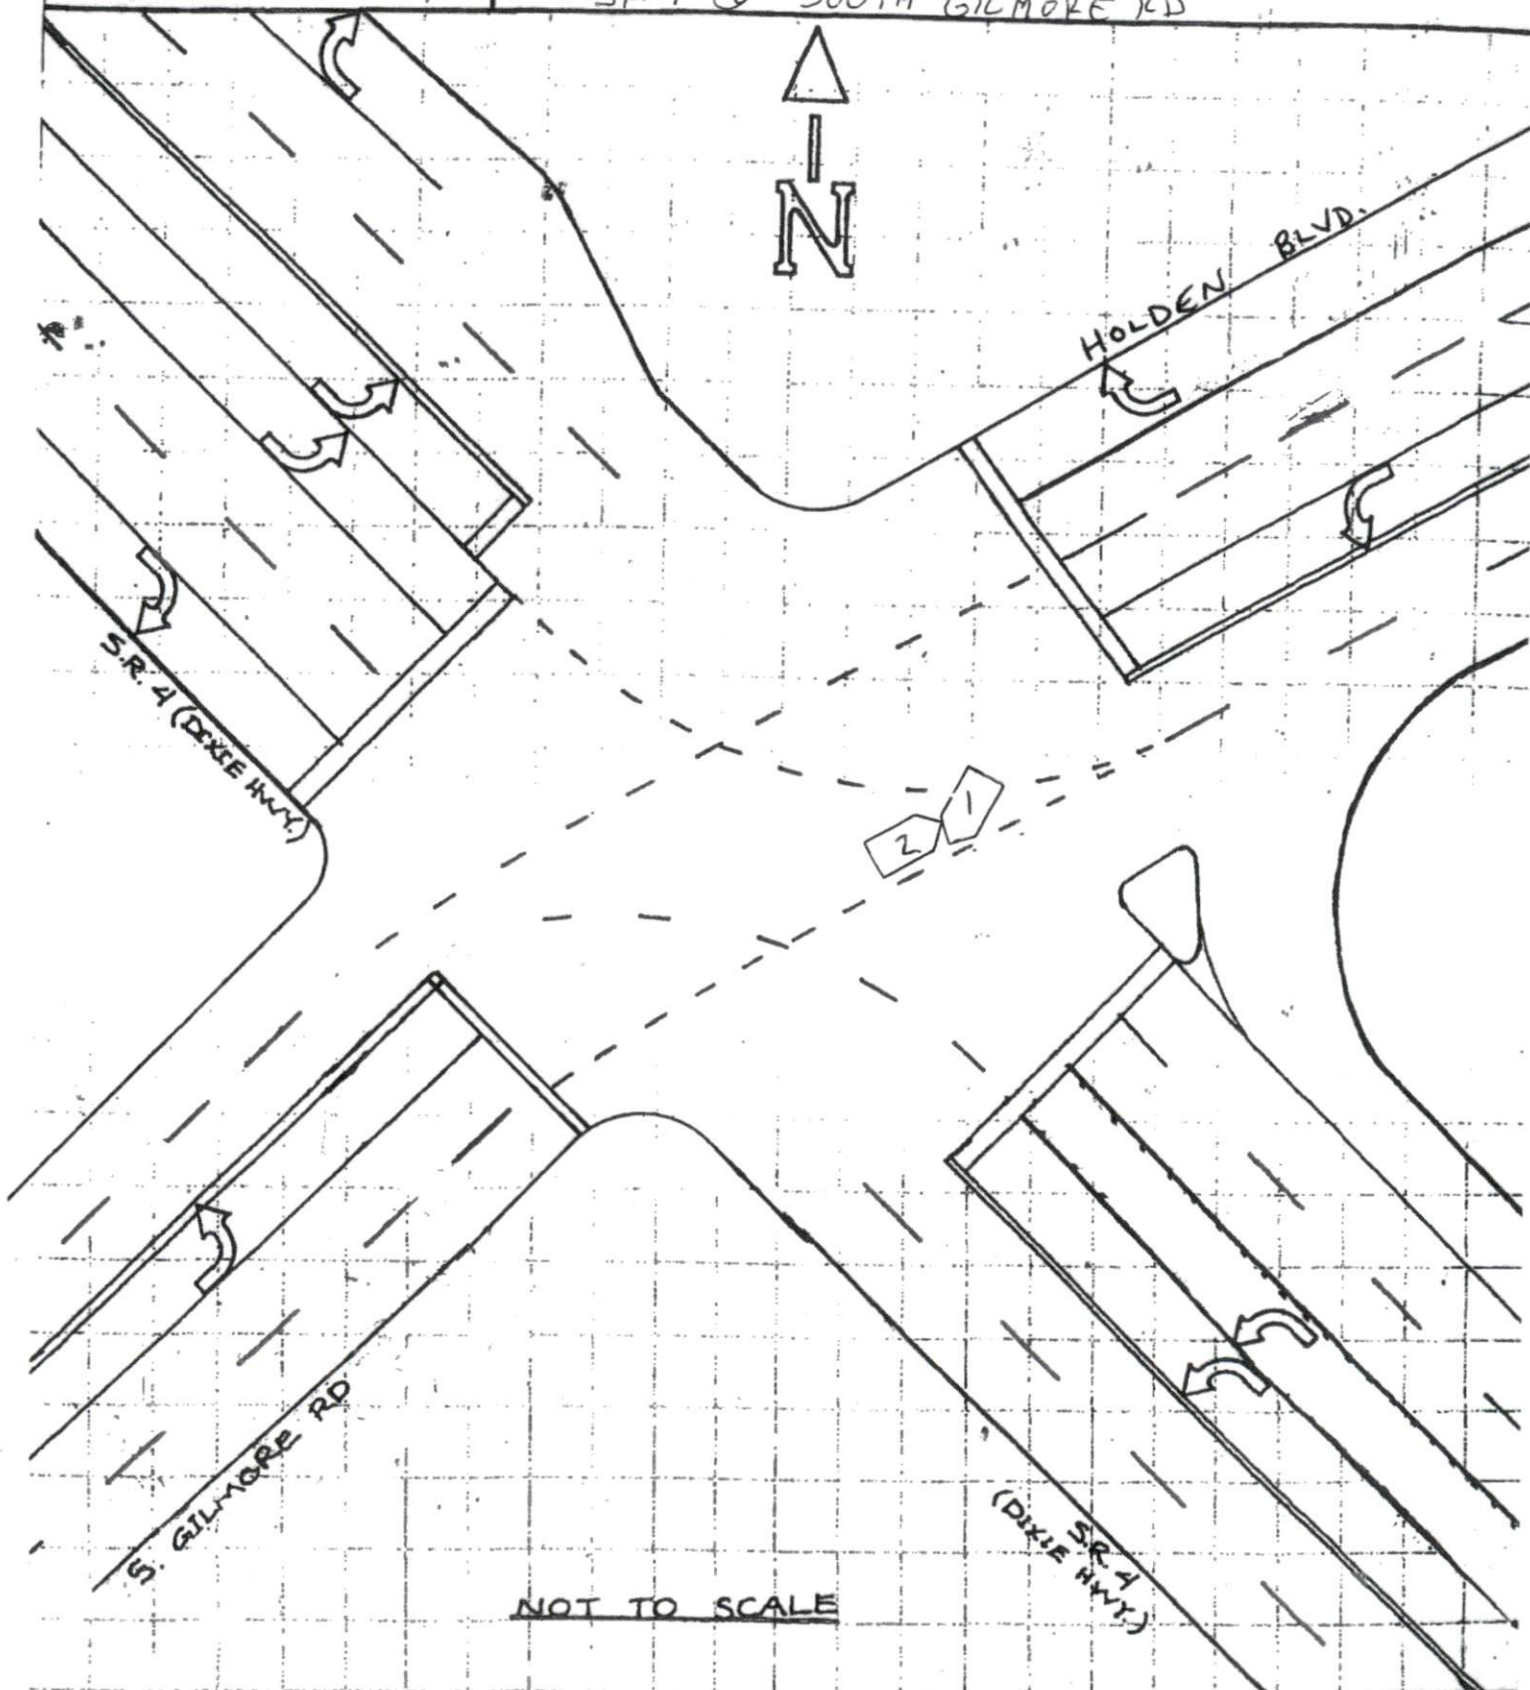 SOUTH GILMORE RD
N
HOLDEN BLVD.
S.R. 4 (DIXIE HWY.)
1
2
S. GILMORE RD
S.R. 4
(DIXIE HWY.)
NOT TO SCALE